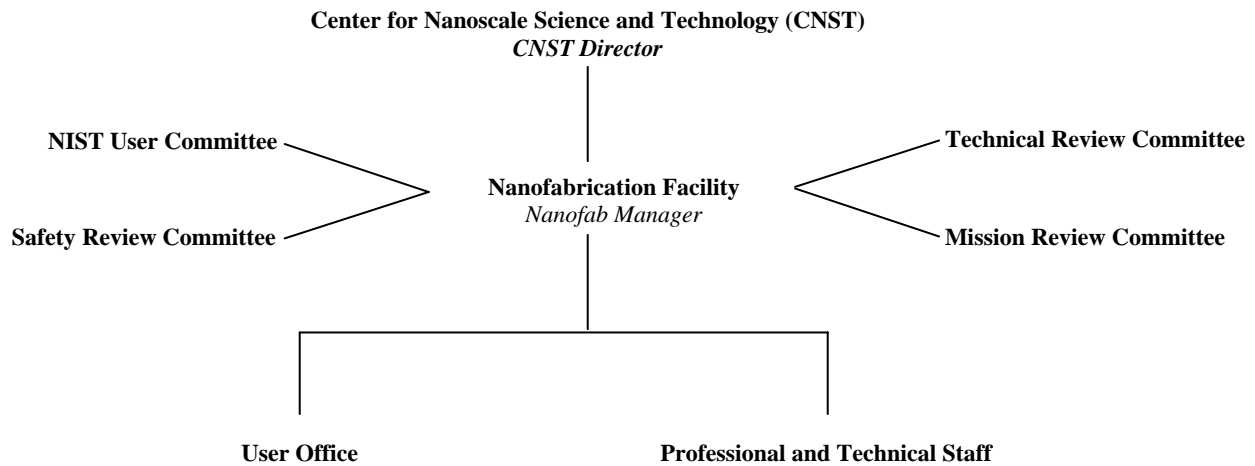 Center for Nanoscale Science and Technology (CNST)
CNST Director
NIST User Committee
Technical Review Committee
Nanofabrication Facility
Nanofab Manager
Safety Review Committee
Mission Review Committee
User Office
Professional and Technical Staff